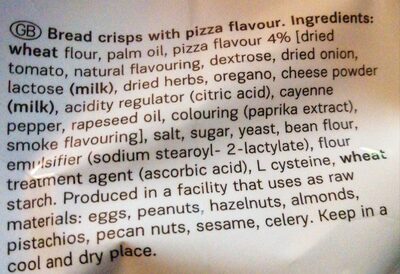 GB Bread crisps with pizza flavour. Ingredients:
wheat flour, palm oil, pizza flavour 4% [dried
tomato, natural flavouring, dextrose, dried onion,
lactose (milk), dried herbs, oregano, cheese powder
(milk), acidity regulator (citric acid), cayenne
pepper, rapeseed oil, colouring (paprika extract),
smoke flavouring], salt, sugar, yeast, bean flour,
emulsifier (sodium stearoyl- 2-lactylate), flour
treatment agent (ascorbic acid), L cysteine, wheat
starch. Produced in a facility that uses as raw
materials: eggs, peanuts, hazelnuts, almonds,
pistachios, pecan nuts, sesame, celery. Keep in a
cool and dry place.